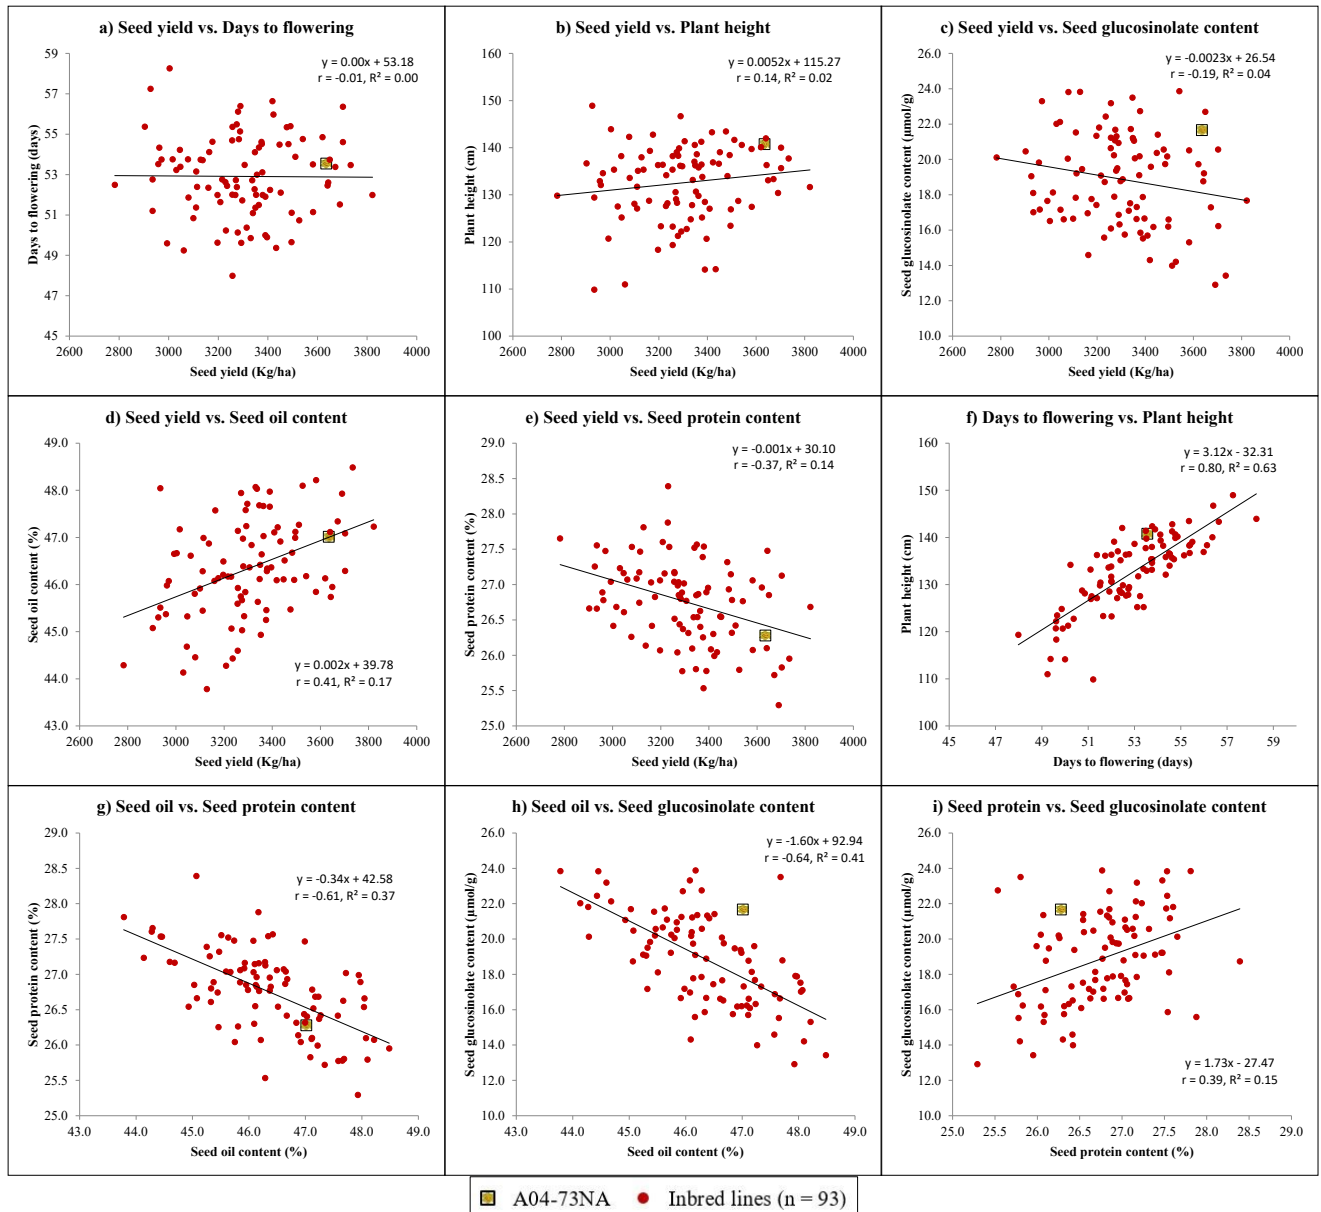 a) Seed yield vs. Days to flowering
y = 0.00x + 53.18
r = -0.01, R² = 0.00
59
57
55
53
51
49
47
45
Days to flowering (days)
2600 2800 3000 3200 3400 3600 3800 4000
Seed yield (Kg/ha)
b) Seed yield vs. Plant height
y = 0.0052x + 115.27
r = 0.14, R² = 0.02
160
150
140
130
120
110
100
Plant height (cm)
2600 2800 3000 3200 3400 3600 3800 4000
Seed yield (Kg/ha)
c) Seed yield vs. Seed glucosinolate content
y = -0.0023x + 26.54
r = -0.19, R² = 0.04
26.0
24.0
22.0
20.0
18.0
16.0
14.0
12.0
10.0
Seed glucosinolate content (µmol/g)
2600 2800 3000 3200 3400 3600 3800 4000
Seed yield (Kg/ha)
d) Seed yield vs. Seed oil content
49.0
48.0
47.0
46.0
45.0
44.0
43.0
Seed oil content (%)
y = 0.002x + 39.78
r = 0.41, R² = 0.17
2600 2800 3000 3200 3400 3600 3800 4000
Seed yield (Kg/ha)
e) Seed yield vs. Seed protein content
y = -0.001x + 30.10
r = -0.37, R² = 0.14
29.0
28.5
28.0
27.5
27.0
26.5
26.0
25.5
25.0
Seed protein content (%)
2600 2800 3000 3200 3400 3600 3800 4000
Seed yield (Kg/ha)
f) Days to flowering vs. Plant height
y = 3.12x - 32.31
r = 0.80, R² = 0.63
160
150
140
130
120
110
100
Plant height (cm)
45 47 49 51 53 55 57 59
Days to flowering (days)
g) Seed oil vs. Seed protein content
y = -0.34x + 42.58
r = -0.61, R² = 0.37
29.0
28.5
28.0
27.5
27.0
26.5
26.0
25.5
25.0
Seed protein content (%)
43.0 44.0 45.0 46.0 47.0 48.0 49.0
Seed oil content (%)
h) Seed oil vs. Seed glucosinolate content
y = -1.60x + 92.94
r = -0.64, R² = 0.41
26.0
24.0
22.0
20.0
18.0
16.0
14.0
12.0
10.0
Seed glucosinolate content (µmol/g)
43.0 44.0 45.0 46.0 47.0 48.0 49.0
Seed oil content (%)
i) Seed protein vs. Seed glucosinolate content
26.0
24.0
22.0
20.0
18.0
16.0
14.0
12.0
10.0
Seed glucosinolate content (µmol/g)
y = 1.73x - 27.47
r = 0.39, R² = 0.15
25.0 25.5 26.0 26.5 27.0 27.5 28.0 28.5 29.0
Seed protein content (%)
A04-73NA Inbred lines (n = 93)